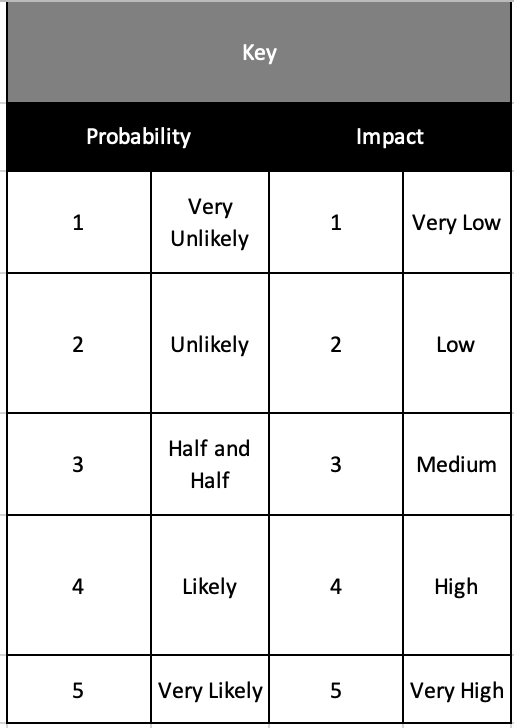 Key
Probability Impact
1 Very Unlikely 1 Very Low
2 Unlikely 2 Low
3 Half and Half 3 Medium
4 Likely 4 High
5 Very Likely 5 Very High